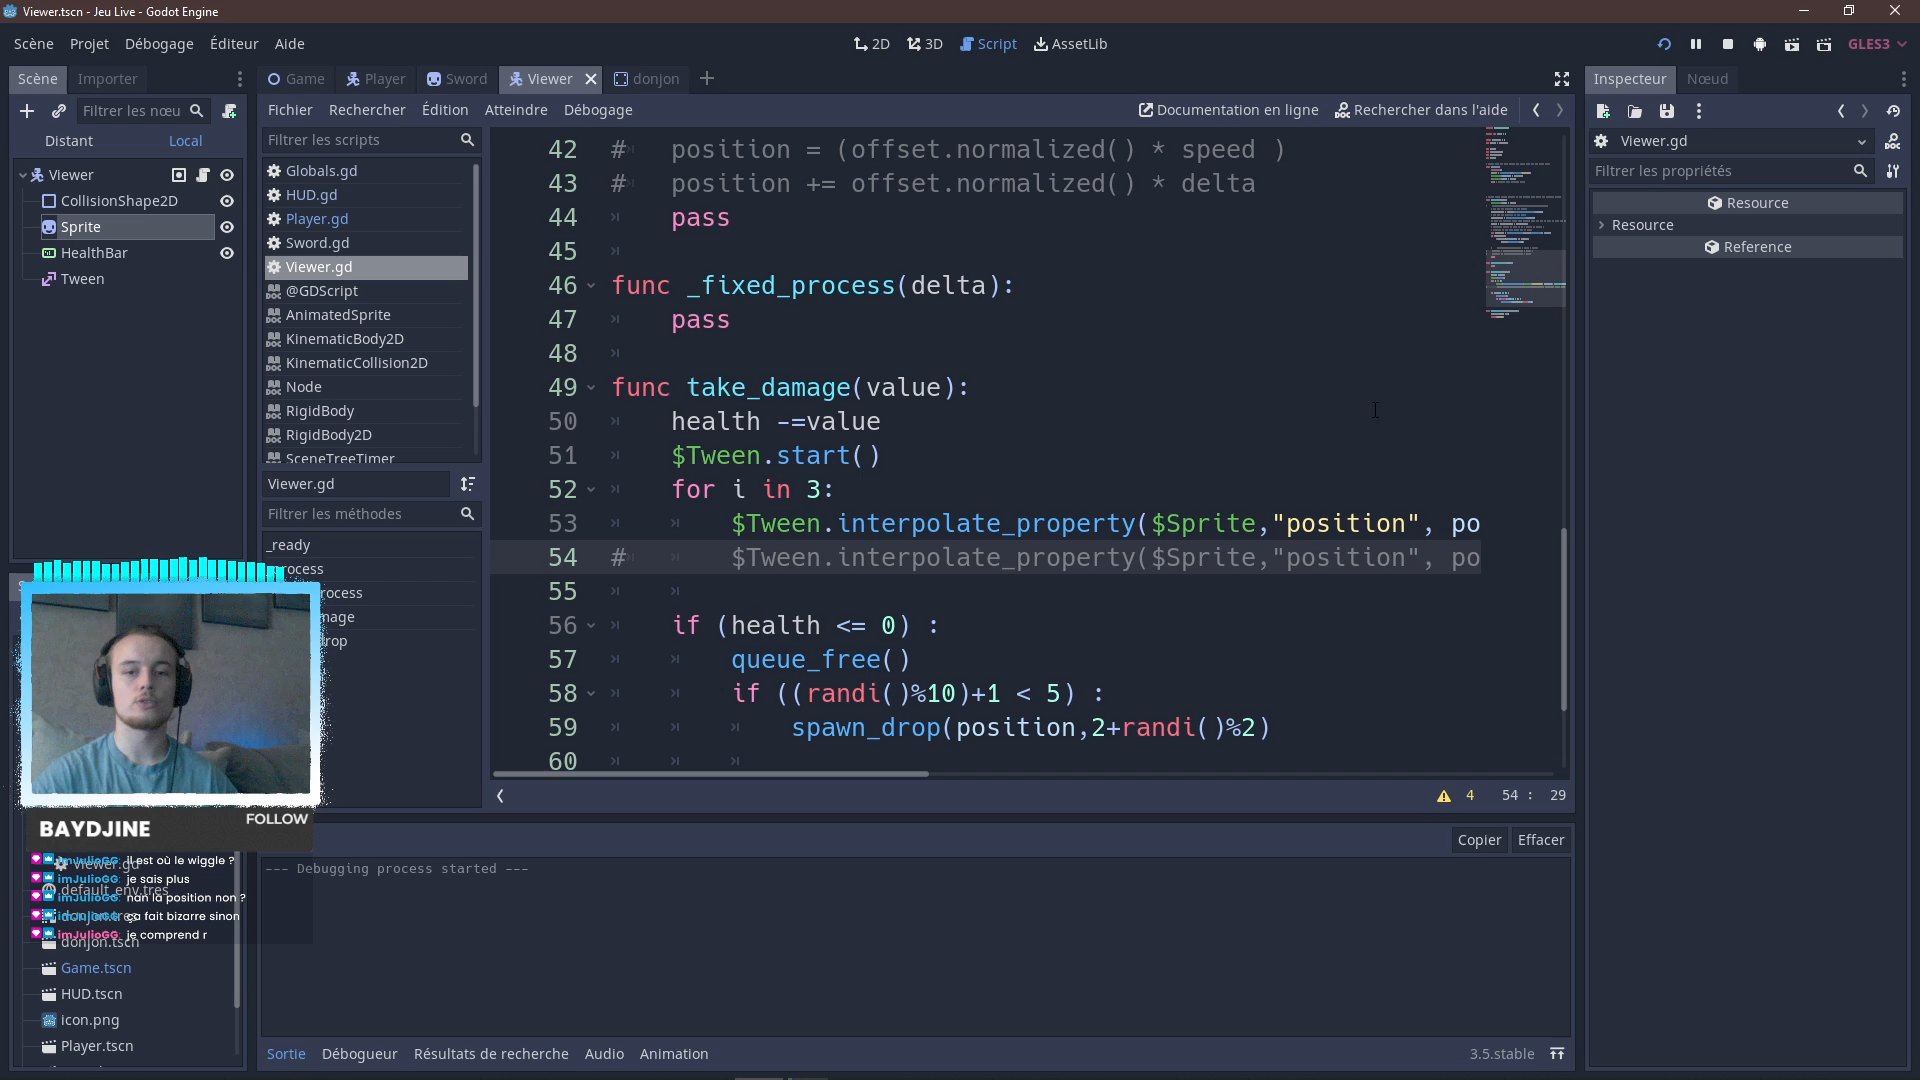 Viewer.tscn - Jeu Live - Godot Engine
Scène Projet Débogage Éditeur Aide
2D 3D Script AssetLib
GLES3
Scène Importer
Game Player Sword Viewer donjon
Inspecteur Nœud
Filtrer les nœu
Fichier Rechercher Édition Atteindre Débogage
Documentation en ligne Rechercher dans l'aide
Distant Local
Filtrer les scripts
Viewer.gd
Filtrer les propriétés
Resource
Resource
Reference
Viewer
CollisionShape2D
Sprite
HealthBar
Tween
Globals.gd
HUD.gd
Player.gd
Sword.gd
Viewer.gd
@GDScript
AnimatedSprite
KinematicBody2D
KinematicCollision2D
Node
RigidBody
RigidBody2D
SceneTreeTimer
Viewer.gd
Filtrer les méthodes
_ready
rocess
rocess
mage
rop
42 # position = (offset.normalized() * speed )
43 # position += offset.normalized() * delta
44 pass
45
46 func _fixed_process(delta):
47 pass
48
49 func take_damage(value):
50 health -=value
51 $Tween.start()
52 for i in 3:
53 $Tween.interpolate_property($Sprite,"position", po
54 # $Tween.interpolate_property($Sprite,"position", po
55
56 if (health <= 0) :
57 queue_free()
58 if ((randi()%10)+1 < 5) :
59 spawn_drop(position,2+randi()%2)
60
4 54 : 29
Copier Effacer
--- Debugging process started ---
BAYDJINE FOLLOW
imJulioGG: il est où le wiggle ?
imJulioGG: je sais plus
imJulioGG: nan la position non ?
imJulioGG: ça fait bizarre sinon
imJulioGG: je comprend r
viewer.gd
default_env.tres
donjon.tres
donjon.tscn
Game.tscn
HUD.tscn
icon.png
Player.tscn
Sortie Débogueur Résultats de recherche Audio Animation
3.5.stable